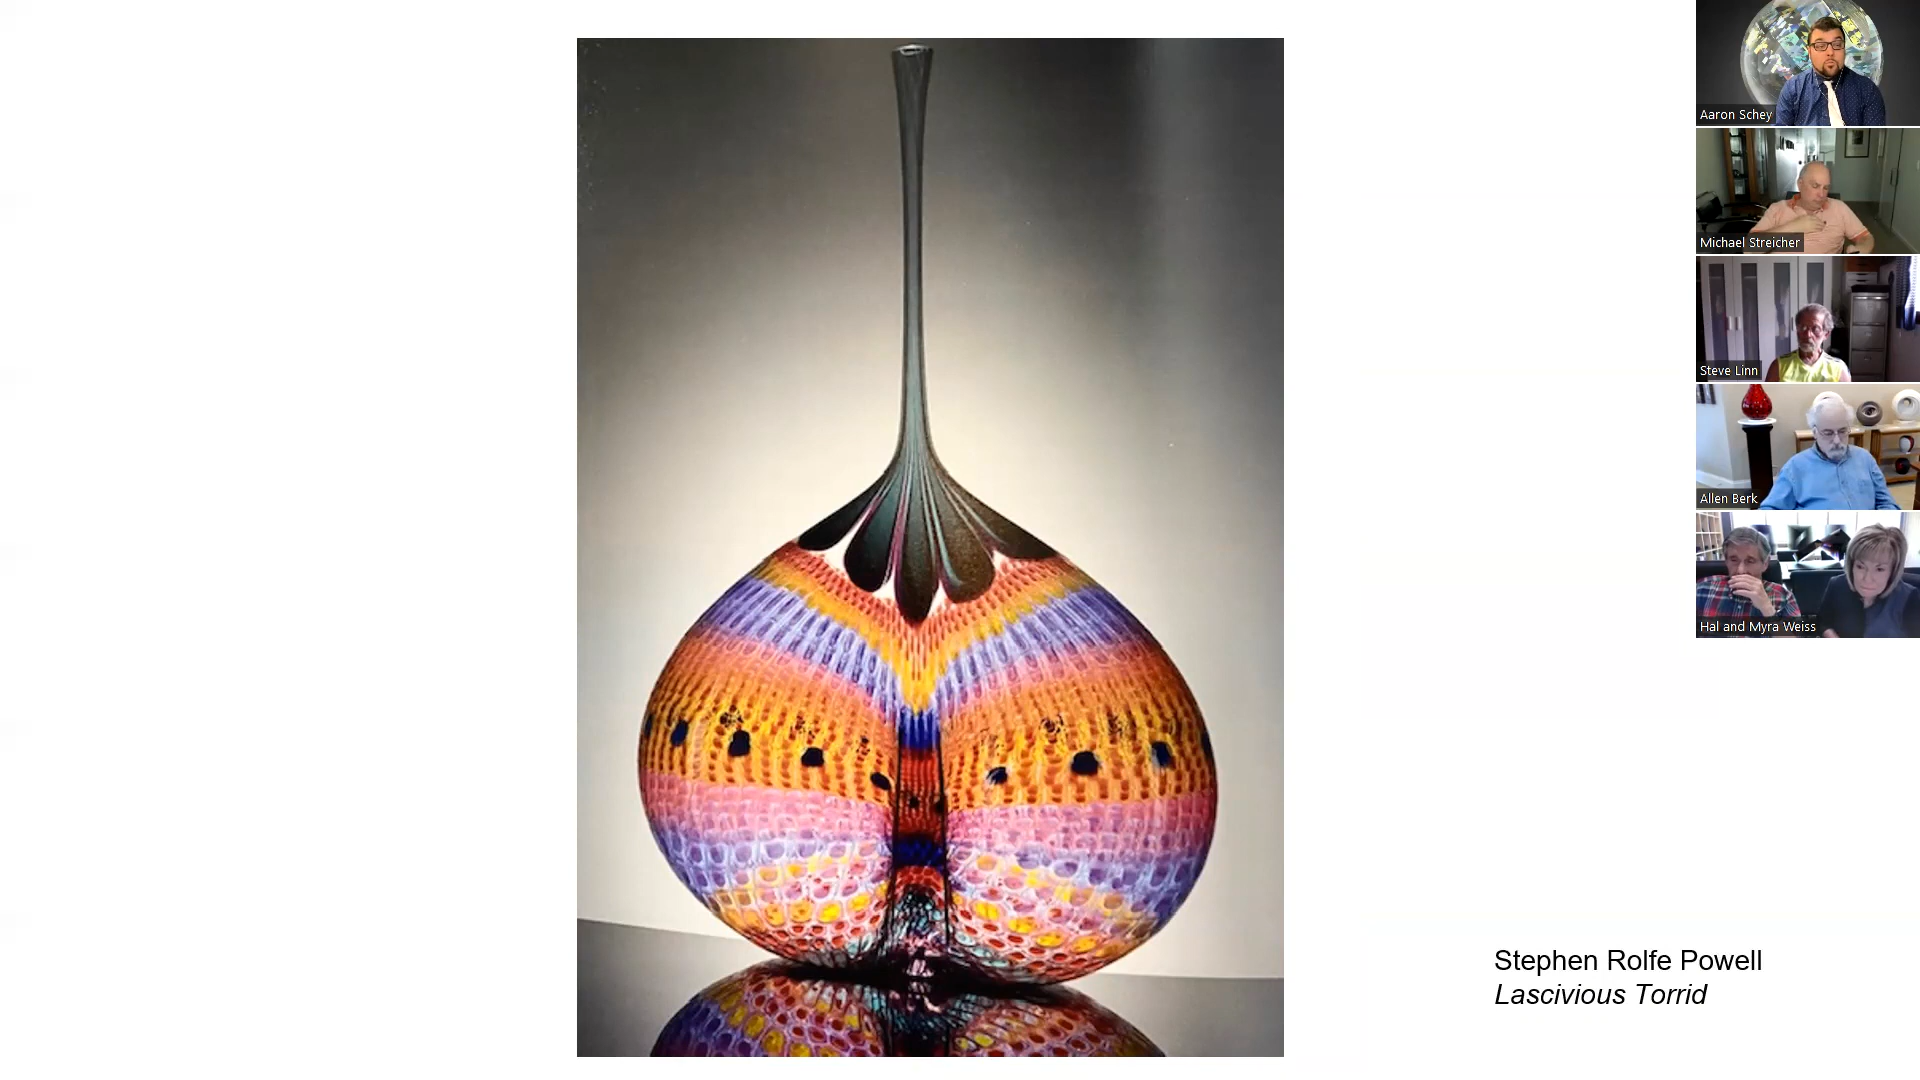 Aaron Schey
Michael Streicher
Steve Linn
Allen Berk
Hal and Myra Weiss
Stephen Rolfe Powell
Lascivious Torrid